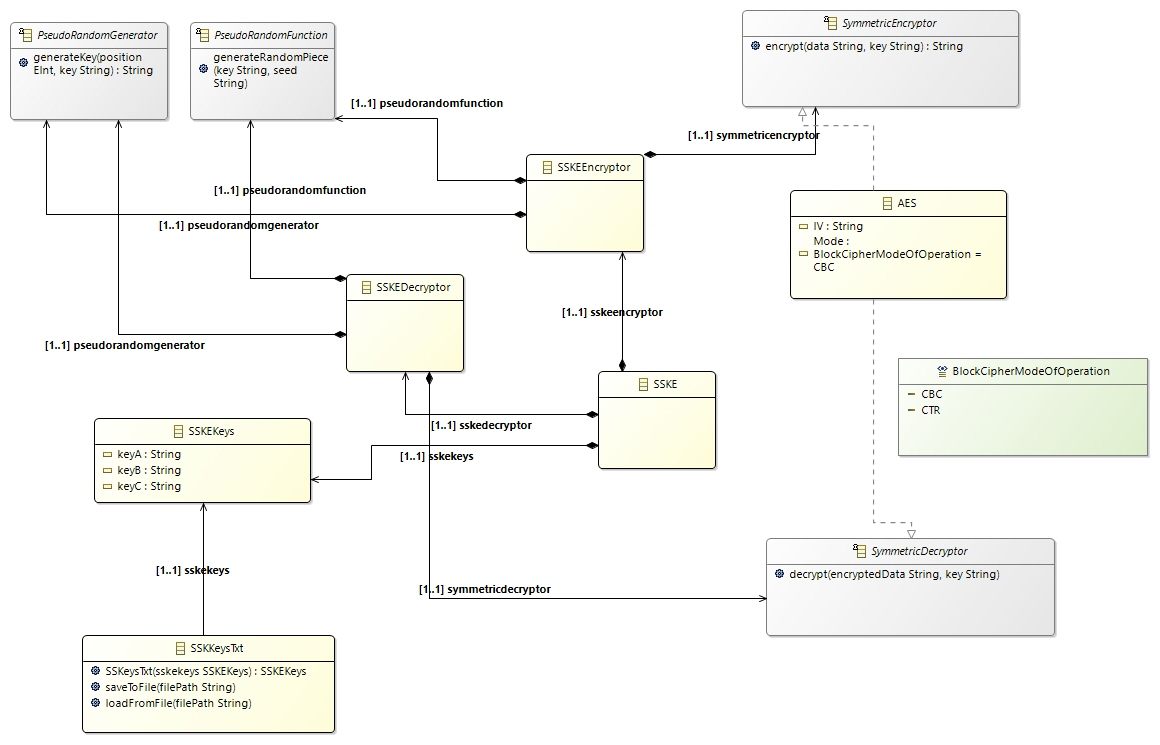 PseudoRandomGenerator
generateKey(position
EInt, key String) : String
PseudoRandomFunction
generateRandomPiece
(key String, seed
String)
SymmetricEncryptor
encrypt(data String, key String) : String
[1..1] pseudorandomfunction
[1..1] symmetricencryptor
SSKEEncryptor
[1..1] pseudorandomfunction
[1..1] pseudorandomgenerator
AES
IV : String
Mode :
BlockCipherModeOfOperation =
CBC
SSKEDecryptor
[1..1] sskeencryptor
[1..1] pseudorandomgenerator
SSKE
BlockCipherModeOfOperation
CBC
CTR
[1..1] sskedecryptor
SSKEKeys
keyA : String
keyB : String
keyC : String
[1..1] sskekeys
SymmetricDecryptor
decrypt(encryptedData String, key String)
[1..1] sskekeys
[1..1] symmetricdecryptor
SSKKeysTxt
SSKeysTxt(sskekeys SSKEKeys) : SSKEKeys
saveToFile(filePath String)
loadFromFile(filePath String)